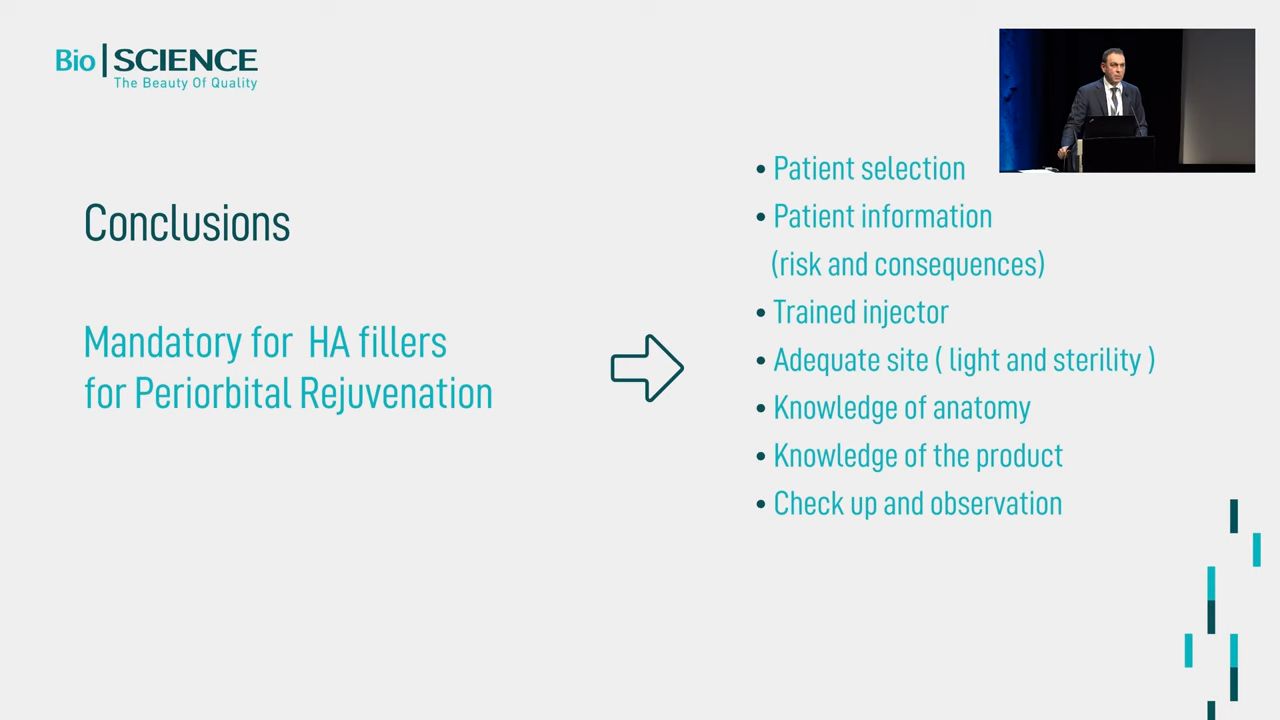 Bio|SCIENCE
The Beauty Of Quality
Conclusions
Mandatory for HA fillers
for Periorbital Rejuvenation
• Patient selection
• Patient information
(risk and consequences)
• Trained injector
• Adequate site ( light and sterility )
• Knowledge of anatomy
• Knowledge of the product
• Check up and observation